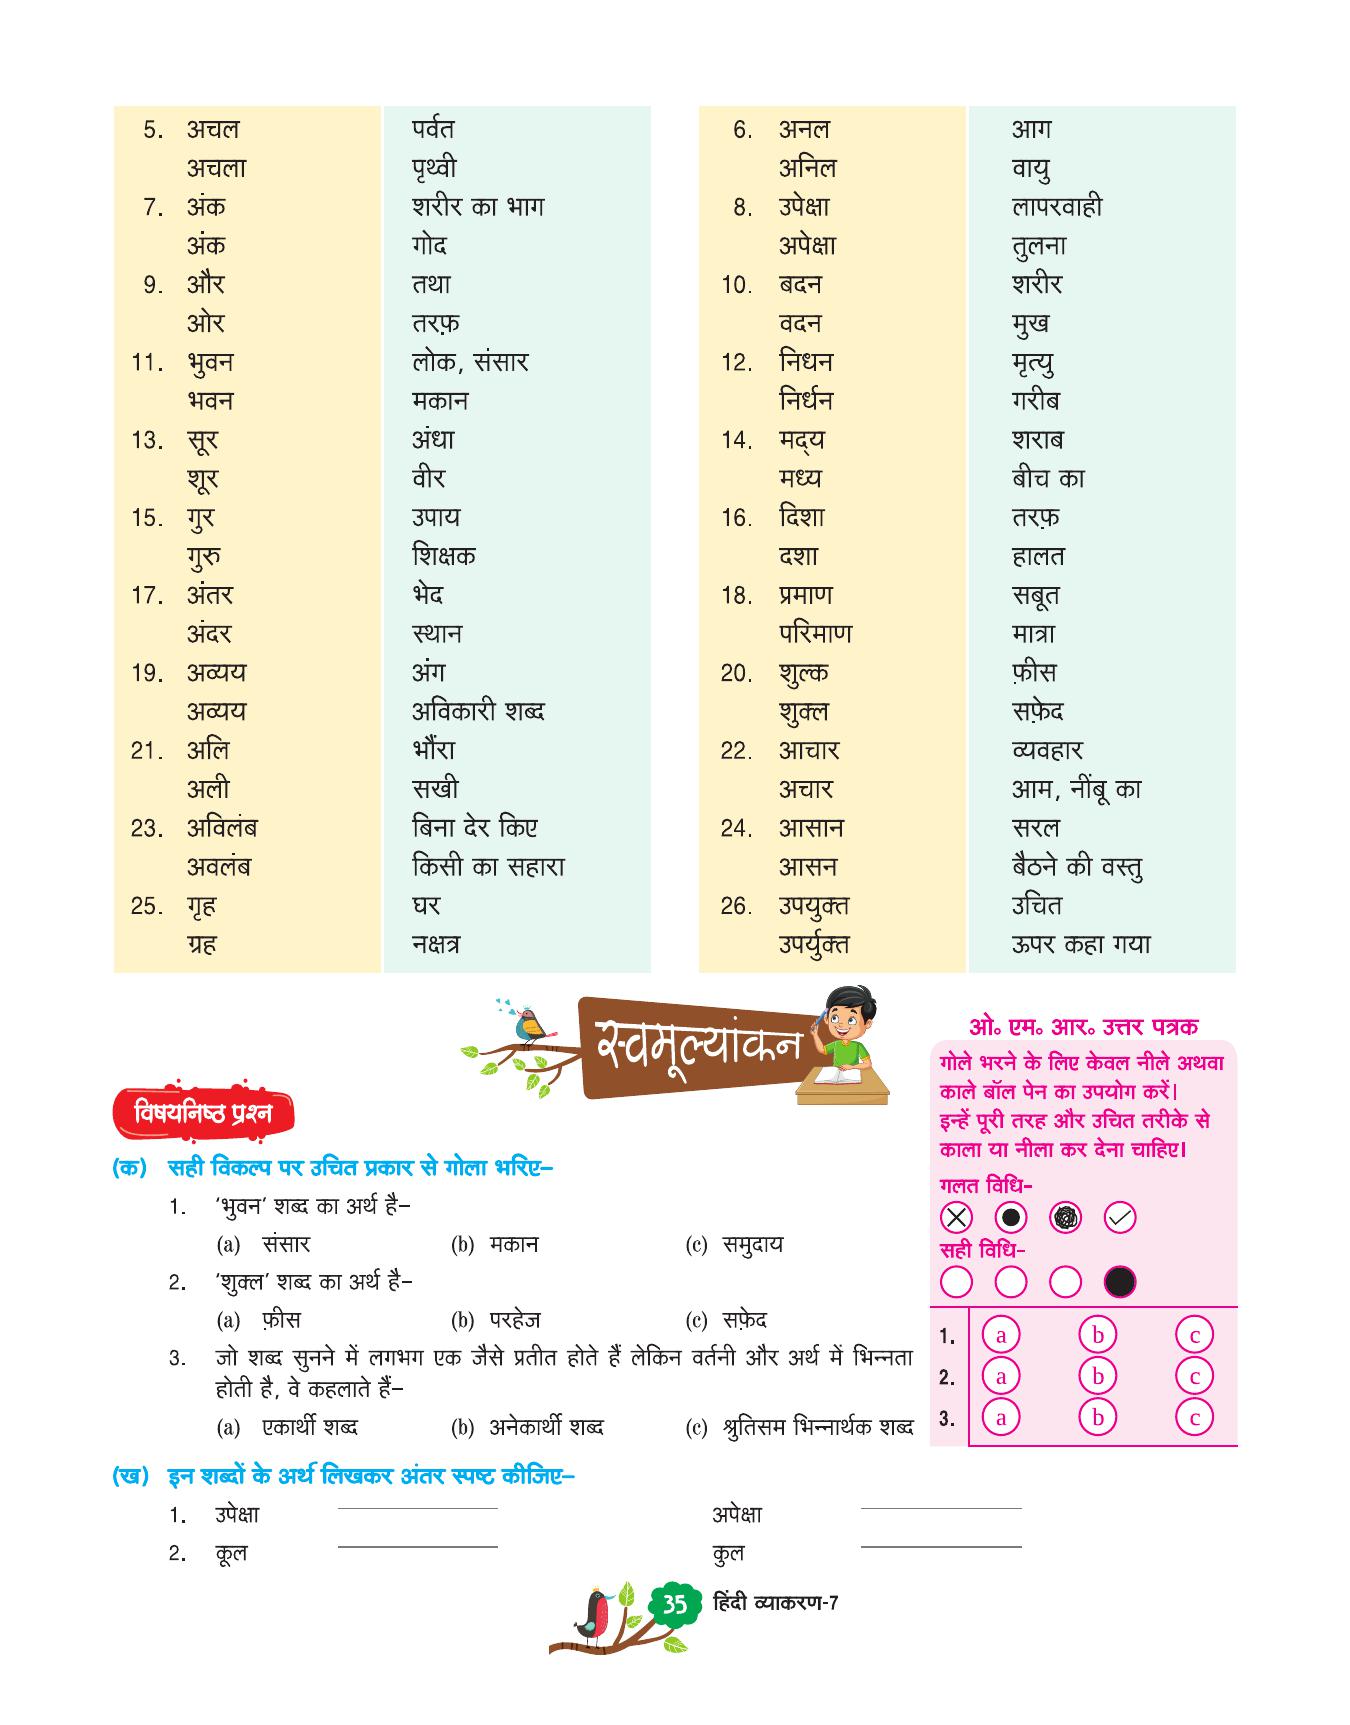 5. अचल पर्वत 6. अनल आग
अचला पृथ्वी अनिल वायु
7. अंक शरीर का भाग 8. उपेक्षा लापरवाही
अंक गोद अपेक्षा तुलना
9. और तथा 10. बदन शरीर
ओर तरफ़ वदन मुख
11. भुवन लोक, संसार 12. निधन मृत्यु
भवन मकान निर्धन गरीब
13. सूर अंधा 14. मद्‌य शराब
शूर वीर मध्य बीच का
15. गुर उपाय 16. दिशा तरफ़
गुरु शिक्षक दशा हालत
17. अंतर भेद 18. प्रमाण सबूत
अंदर स्थान परिमाण मात्रा
19. अव्यय अंग 20. शुल्क फ़ीस
अव्यय अविकारी शब्द शुक्ल सफ़ेद
21. अलि भौंरा 22. आचार व्यवहार
अली सखी अचार आम, नींबू का
23. अविलंब बिना देर किए 24. आसान सरल
अवलंब किसी का सहारा आसन बैठने की वस्तु
25. गृह घर 26. उपयुक्त उचित
ग्रह नक्षत्र उपर्युक्त ऊपर कहा गया
स्वमूल्यांकन
विषयनिष्ठ प्रश्न
(क) सही विकल्प पर उचित प्रकार से गोला भरिए–
1. ‘भुवन’ शब्द का अर्थ है–
(a) संसार (b) मकान (c) समुदाय
2. ‘शुक्ल’ शब्द का अर्थ है–
(a) फ़ीस (b) परहेज (c) सफ़ेद
3. जो शब्द सुनने में लगभग एक जैसे प्रतीत होते हैं लेकिन वर्तनी और अर्थ में भिन्नता
होती है, वे कहलाते हैं–
(a) एकार्थी शब्द (b) अनेकार्थी शब्द (c) श्रुतिसम भिन्नार्थक शब्द
ओ॰ एम॰ आर॰ उत्तर पत्रक
गोले भरने के लिए केवल नीले अथवा
काले बॉल पेन का उपयोग करें।
इन्हें पूरी तरह और उचित तरीके से
काला या नीला कर देना चाहिए।
गलत विधि–
सही विधि–
1. a b c
2. a b c
3. a b c
(ख) इन शब्दों के अर्थ लिखकर अंतर स्पष्ट कीजिए–
1. उपेक्षा अपेक्षा
2. कूल कुल
35 हिंदी व्याकरण-7